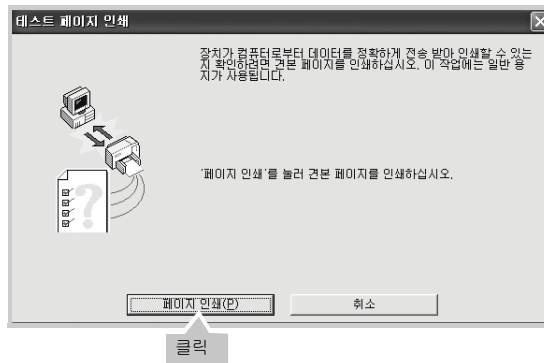 테스트 페이지 인쇄
장치가 컴퓨터로부터 데이터를 정확하게 전송 받아 인쇄할 수 있는
지 확인하려면 견본 페이지를 인쇄하십시오. 이 작업에는 일반 용
지가 사용됩니다.
'페이지 인쇄'를 눌러 견본 페이지를 인쇄하십시오.
페이지 인쇄(P) 취소
클릭